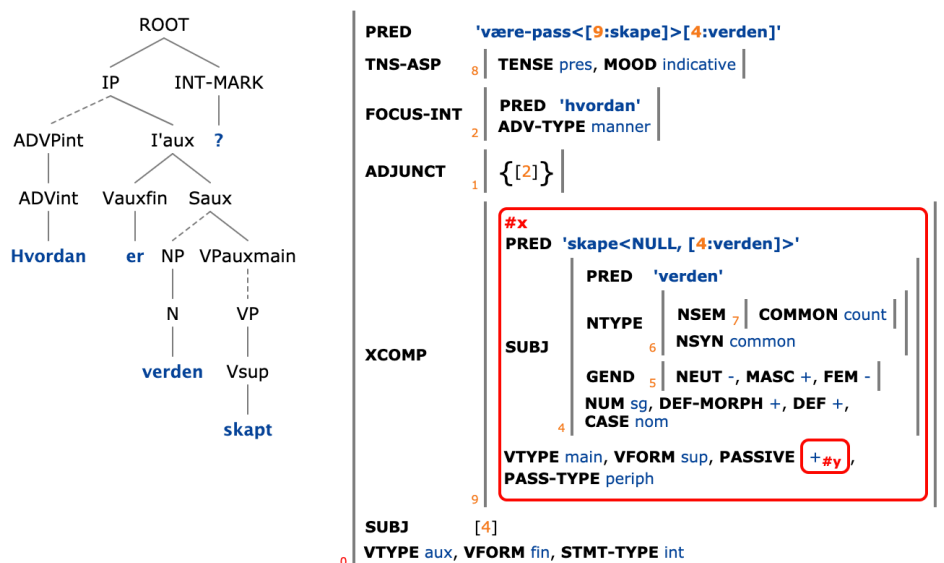 ROOT
IP INT-MARK
ADVPint I'aux ?
ADVint Vauxfin Saux
Hvordan er NP VPauxmain
N VP
verden Vsup
skapt
PRED 'være-pass<[9:skape]>[4:verden]'
TNS-ASP 8 TENSE pres, MOOD indicative
FOCUS-INT 2 PRED 'hvordan'
ADV-TYPE manner
ADJUNCT 1 {[2]}
XCOMP 9
#x
PRED 'skape<NULL, [4:verden]>'
SUBJ 4
PRED 'verden'
NTYPE 6 NSEM 7 COMMON count
NSYN common
GEND 5 NEUT -, MASC +, FEM -
NUM sg, DEF-MORPH +, DEF +,
CASE nom
VTYPE main, VFORM sup, PASSIVE +#y,
PASS-TYPE periph
SUBJ [4]
0 VTYPE aux, VFORM fin, STMT-TYPE int